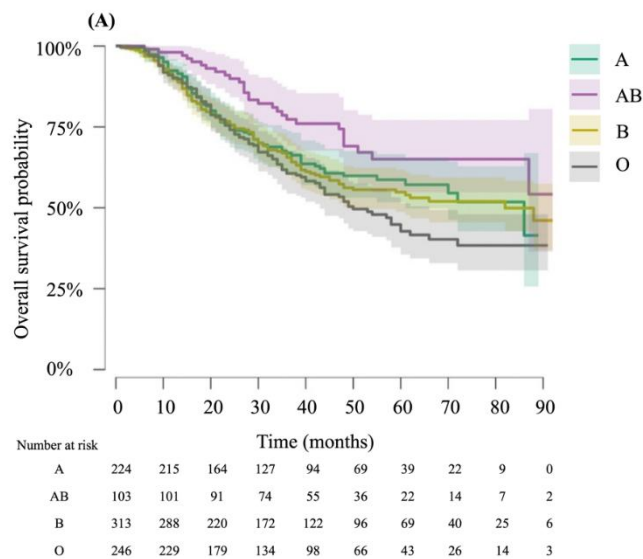 (A)
100%
75%
50%
25%
0%
Overall survival probability
A
AB
B
O
0 10 20 30 40 50 60 70 80 90
Time (months)
Number at risk
A 224 215 164 127 94 69 39 22 9 0
AB 103 101 91 74 55 36 22 14 7 2
B 313 288 220 172 122 96 69 40 25 6
O 246 229 179 134 98 66 43 26 14 3